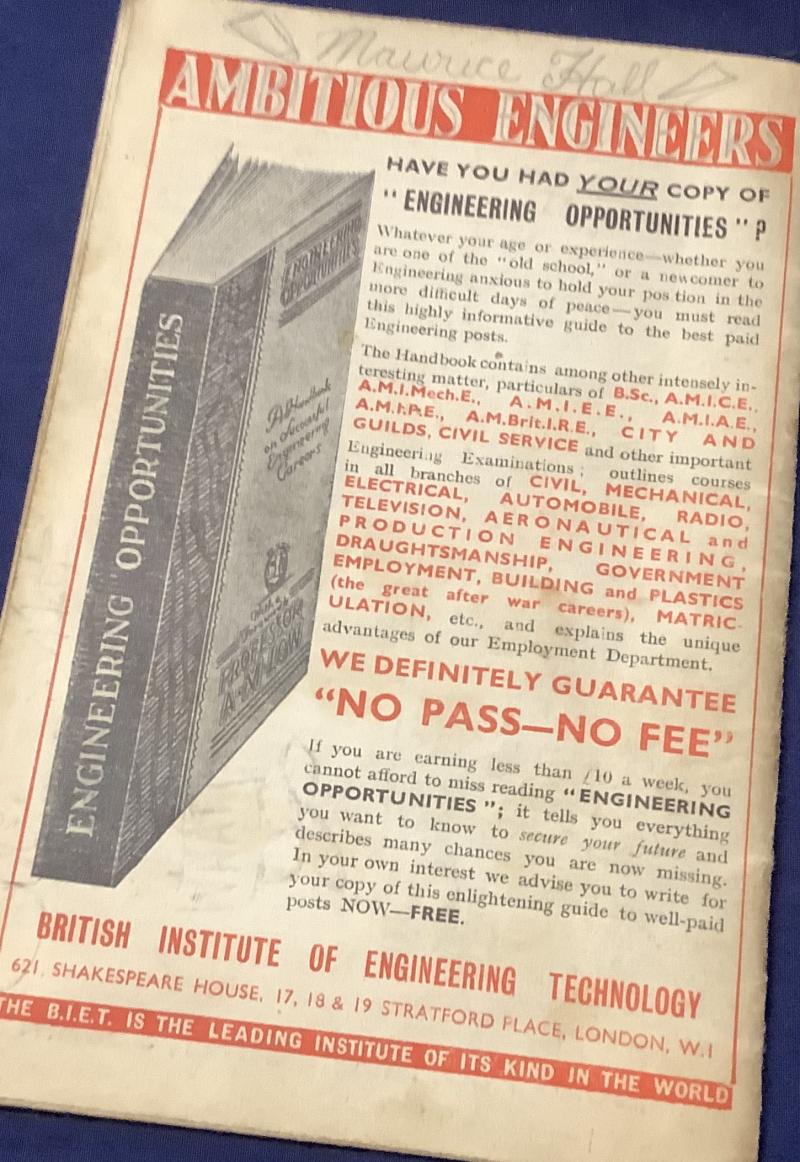 Maurice Hall
AMBITIOUS ENGINEERS
HAVE YOU HAD YOUR COPY OF
"ENGINEERING OPPORTUNITIES"?
Whatever your age or experience—whether you
are one of the "old school," or a newcomer to
Engineering anxious to hold your pos tion in the
more difficult days of peace—you must read
this highly informative guide to the best paid
Engineering posts.
The Handbook contains among other intensely in-
teresting matter, particulars of B.Sc., A.M.I.C.E.,
A.M.I.Mech.E., A.M.I.E.E., A.M.I.A.E.,
A.M.I.P.E., A.M.Brit.I.R.E., CITY AND
GUILDS, CIVIL SERVICE and other important
Engineering Examinations; outlines courses
in all branches of CIVIL, MECHANICAL,
ELECTRICAL, AUTOMOBILE, RADIO,
TELEVISION, AERONAUTICAL and
PRODUCTION ENGINEERING,
DRAUGHTSMANSHIP, GOVERNMENT
EMPLOYMENT, BUILDING and PLASTICS
(the great after war careers), MATRIC-
ULATION, etc., and explains the unique
advantages of our Employment Department.
WE DEFINITELY GUARANTEE
"NO PASS—NO FEE"
If you are earning less than £10 a week, you
cannot afford to miss reading "ENGINEERING
OPPORTUNITIES"; it tells you everything
you want to know to secure your future and
describes many chances you are now missing.
In your own interest we advise you to write for
your copy of this enlightening guide to well-paid
posts NOW—FREE.
ENGINEERING OPPORTUNITIES
ENGINEERING
OPPORTUNITIES
A Handbook
on Successful
Engineering
Careers
PROFESSOR
A. M. LOW
BRITISH INSTITUTE OF ENGINEERING TECHNOLOGY
621, SHAKESPEARE HOUSE, 17, 18 & 19 STRATFORD PLACE, LONDON, W.1
THE B.I.E.T. IS THE LEADING INSTITUTE OF ITS KIND IN THE WORLD